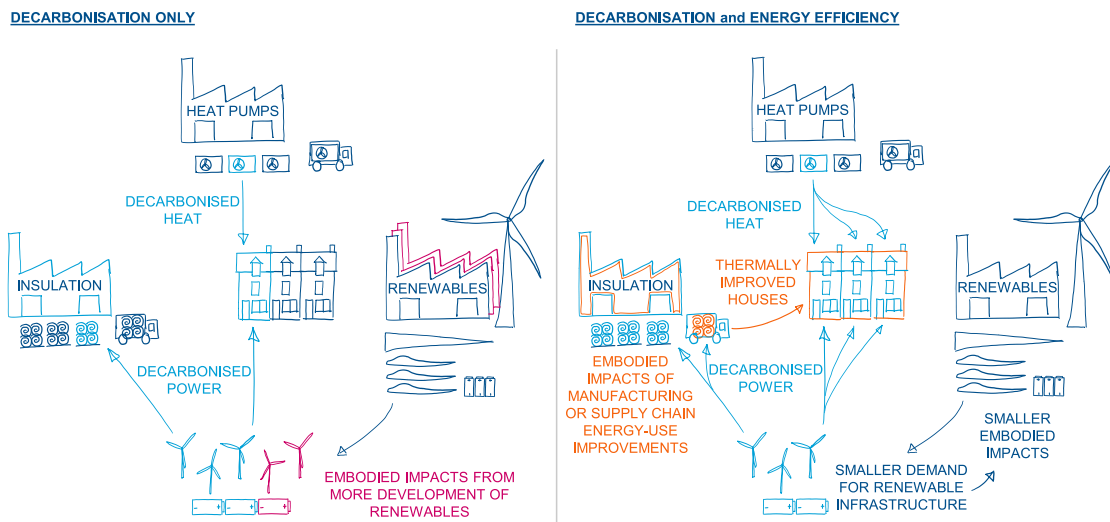 DECARBONISATION ONLY
HEAT PUMPS
DECARBONISED
HEAT
INSULATION
RENEWABLES
DECARBONISED
POWER
EMBODIED IMPACTS FROM
MORE DEVELOPMENT OF
RENEWABLES
DECARBONISATION and ENERGY EFFICIENCY
HEAT PUMPS
DECARBONISED
HEAT
THERMALLY
IMPROVED
HOUSES
INSULATION
RENEWABLES
EMBODIED
IMPACTS OF
MANUFACTURING
OR SUPPLY CHAIN
ENERGY-USE
IMPROVEMENTS
DECARBONISED
POWER
SMALLER
EMBODIED
IMPACTS
SMALLER DEMAND
FOR RENEWABLE
INFRASTRUCTURE